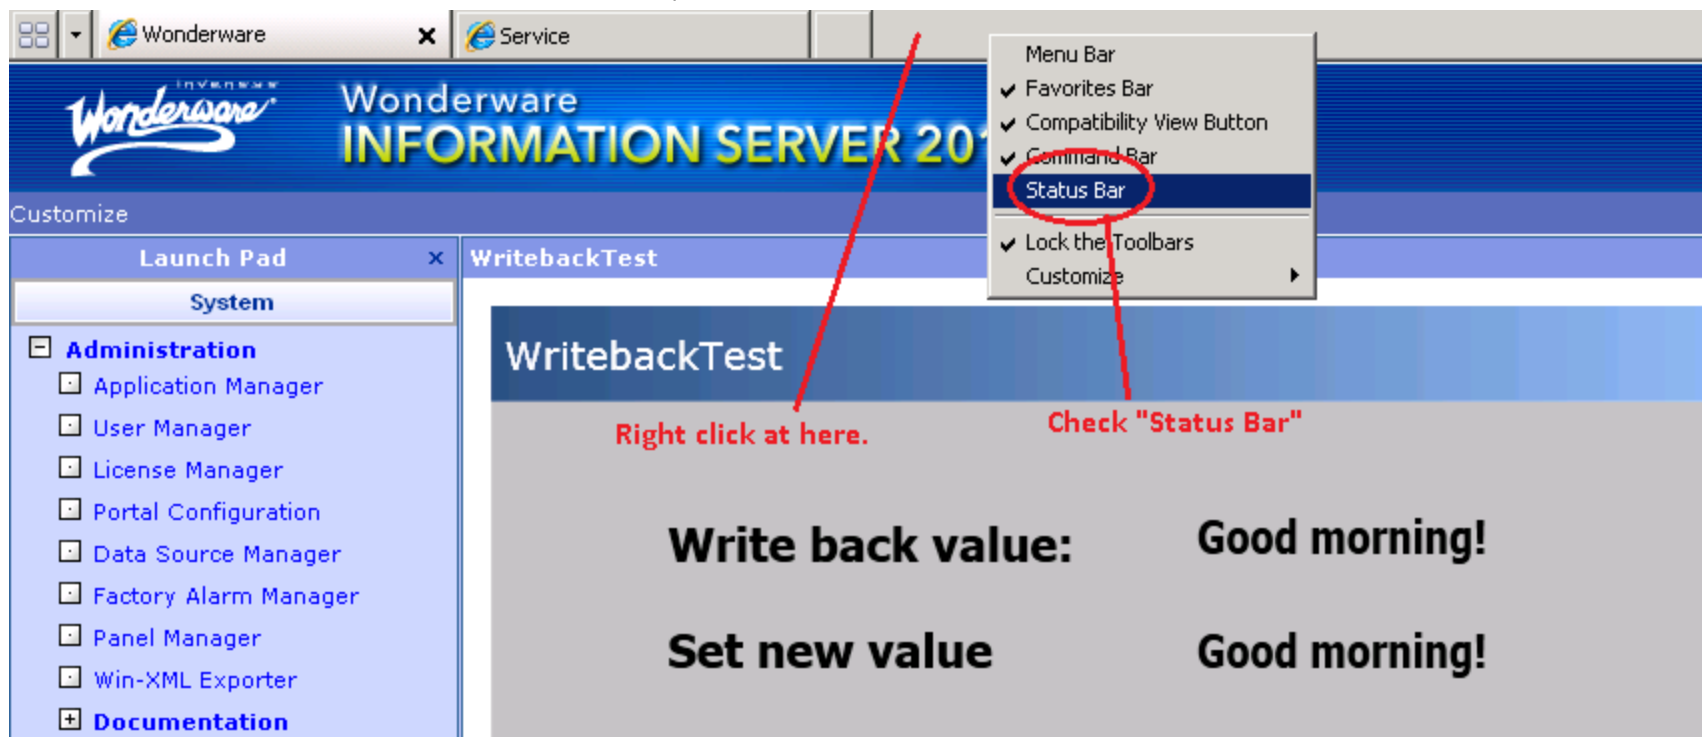 Wonderware
Service
Menu Bar
Favorites Bar
Compatibility View Button
Command Bar
Status Bar
Lock the Toolbars
Customize
invensys
Wonderware
Wonderware
INFORMATION SERVER 201
Customize
Launch Pad
WritebackTest
System
Administration
Application Manager
User Manager
License Manager
Portal Configuration
Data Source Manager
Factory Alarm Manager
Panel Manager
Win-XML Exporter
Documentation
WritebackTest
Right click at here.
Check "Status Bar"
Write back value: Good morning!
Set new value Good morning!